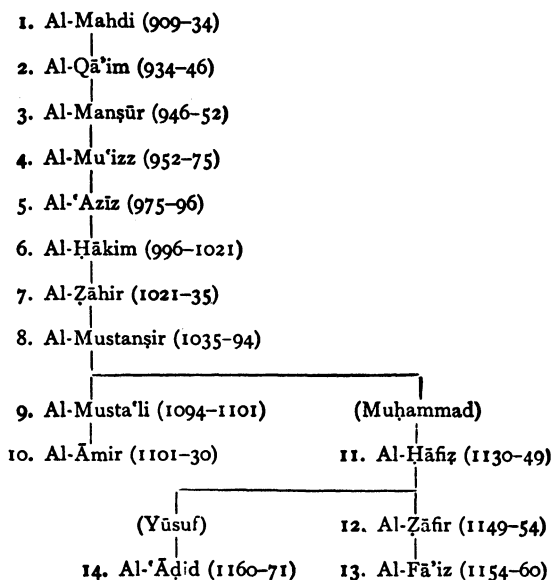 1. Al-Mahdi (909–34)
2. Al-Qā’im (934–46)
3. Al-Manṣūr (946–52)
4. Al-Mu‘izz (952–75)
5. Al-‘Azīz (975–96)
6. Al-Ḥākim (996–1021)
7. Al-Ẓāhir (1021–35)
8. Al-Mustanṣir (1035–94)
9. Al-Musta‘li (1094–1101) (Muḥammad)
10. Al-Āmir (1101–30) 11. Al-Ḥāfiẓ (1130–49)
(Yūsuf) 12. Al-Ẓāfir (1149–54)
14. Al-‘Āḍid (1160–71) 13. Al-Fā’iz (1154–60)